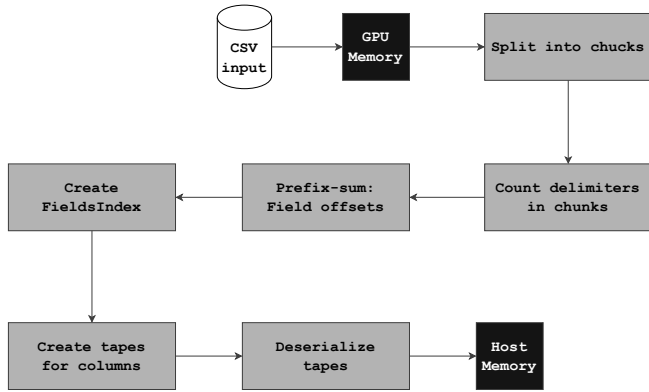 CSV
input
GPU
Memory
Split into chucks
Count delimiters
in chunks
Prefix-sum:
Field offsets
Create
FieldsIndex
Create tapes
for columns
Deserialize
tapes
Host
Memory